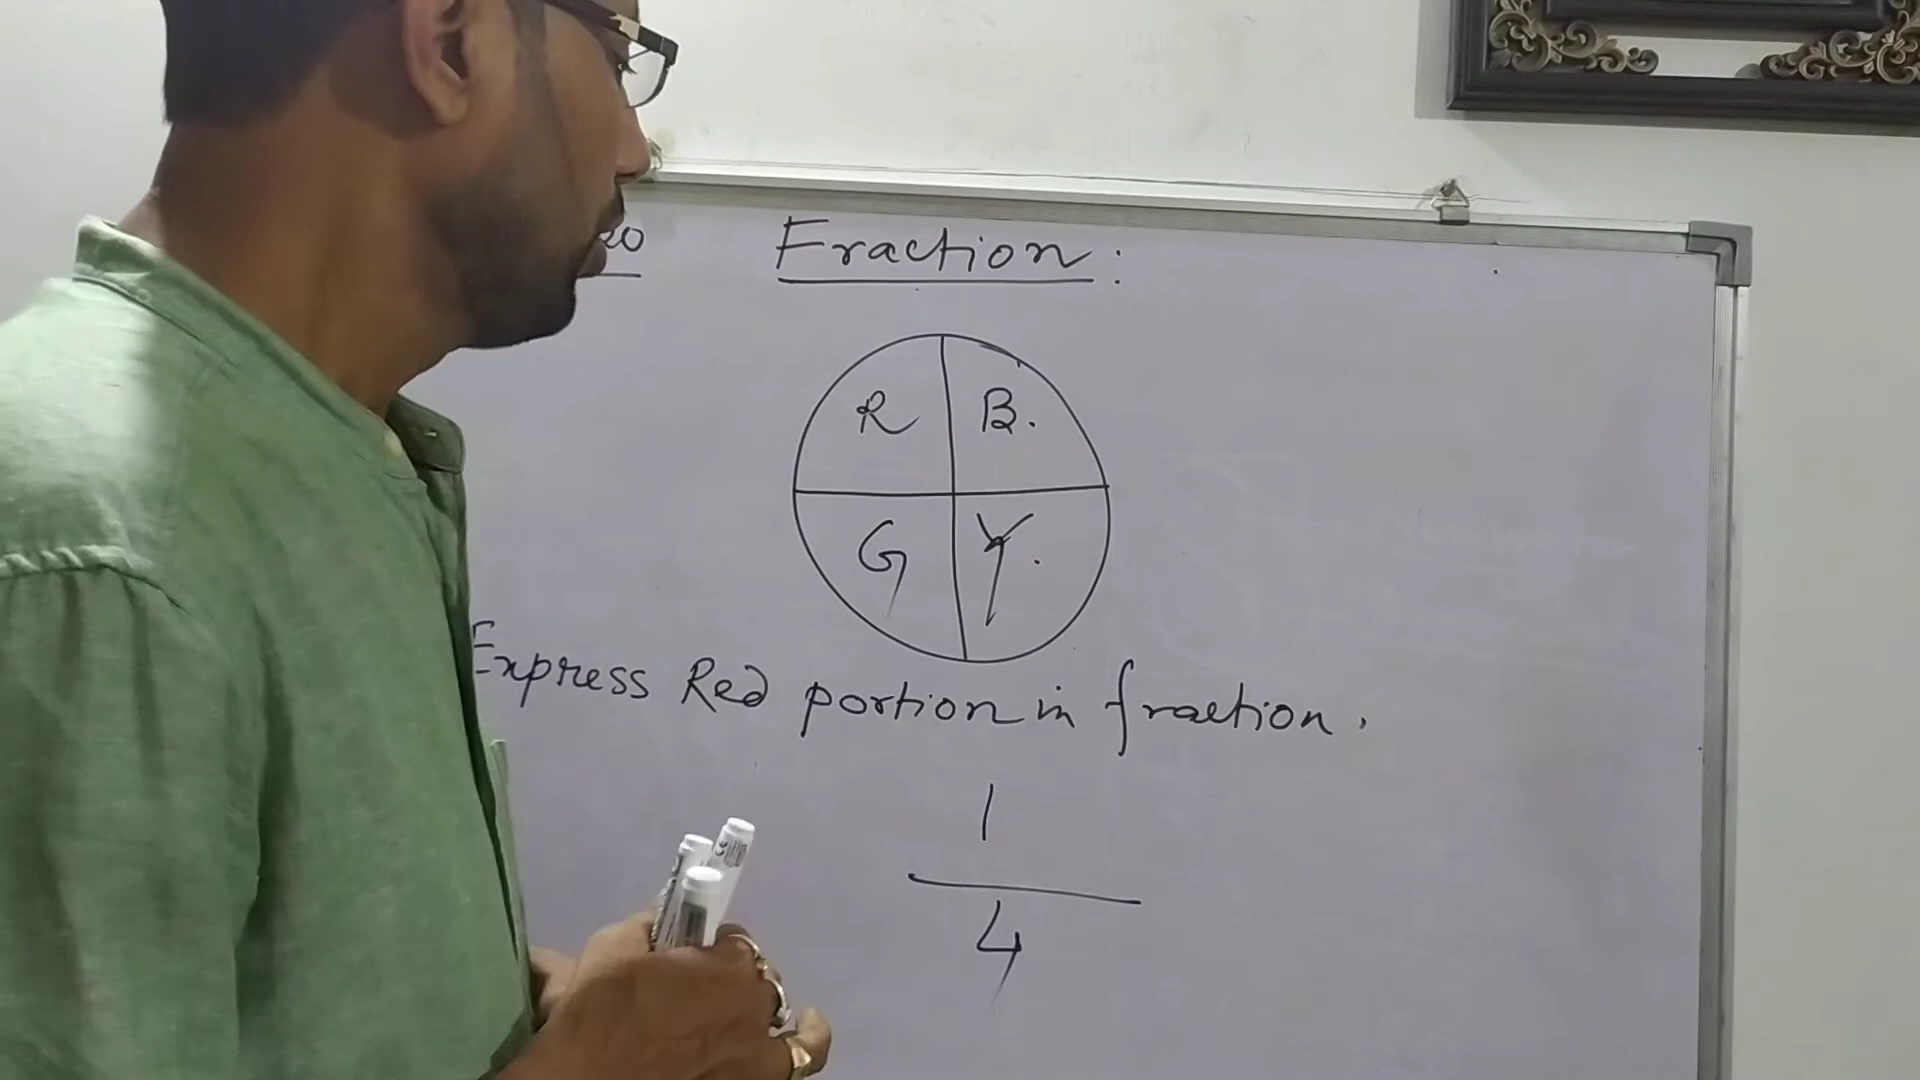 Fraction:
R B.
G Y.
Express Red portion in fraction.
1
4